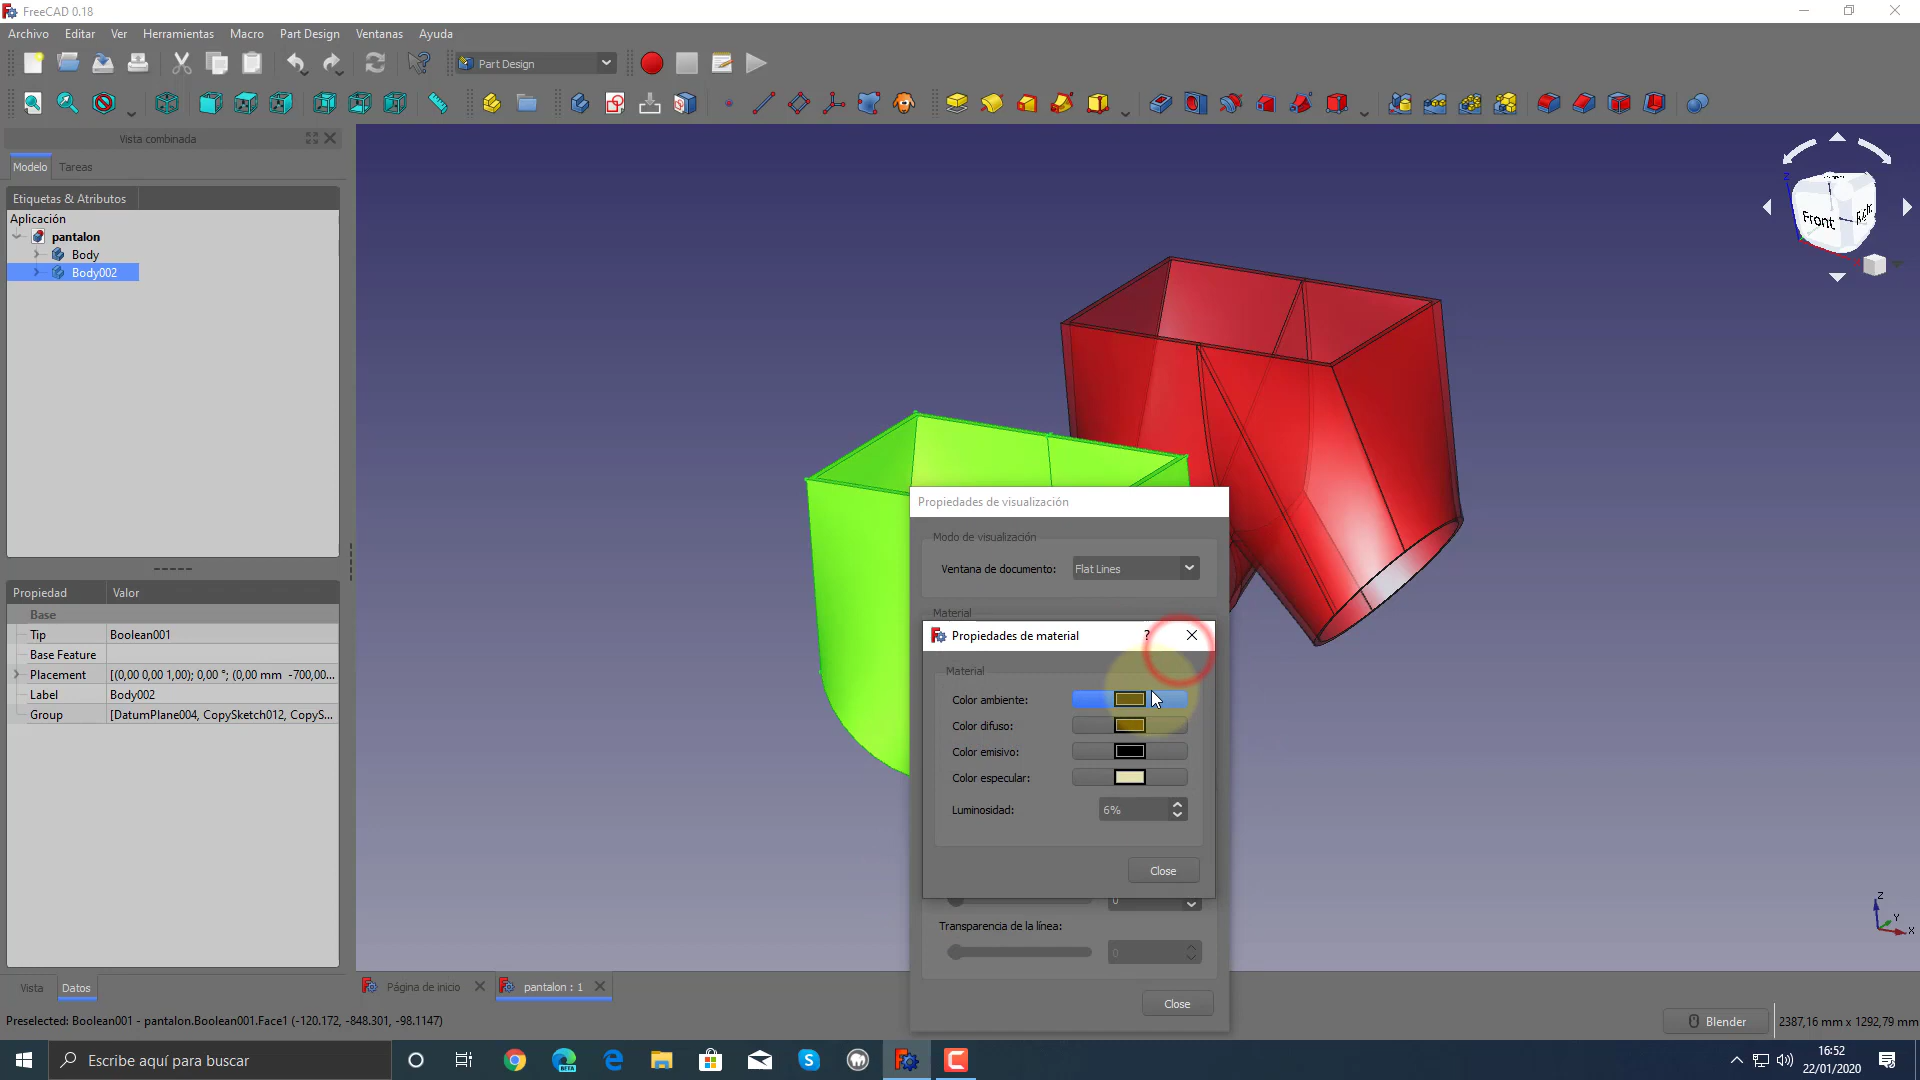 FreeCAD 0.18
Archivo Editar Ver Herramientas Macro Part Design Ventanas Ayuda
Part Design
Vista combinada
Modelo Tareas
Etiquetas & Atributos
Aplicación
pantalon
Body
Body002
Front
Z
Propiedades de visualización
Modo de visualización
Ventana de documento: Flat Lines
Material
Propiedades de material ?
Material
Color ambiente:
Color difuso:
Color emisivo:
Color especular:
Luminosidad: 6%
Close
0
Transparencia de la línea:
0
Close
Propiedad Valor
Base
Tip Boolean001
Base Feature
Placement [(0,00 0,00 1,00); 0,00 °; (0,00 mm -700,00...
Label Body002
Group [DatumPlane004, CopySketch012, CopyS...
Z
Y
X
Vista Datos
Página de inicio pantalon : 1
Preselected: Boolean001 - pantalon.Boolean001.Face1 (-120.172, -848.301, -98.1147)
Blender 2387,16 mm x 1292,79 mm
Escribe aquí para buscar
BETA
16:52
22/01/2020